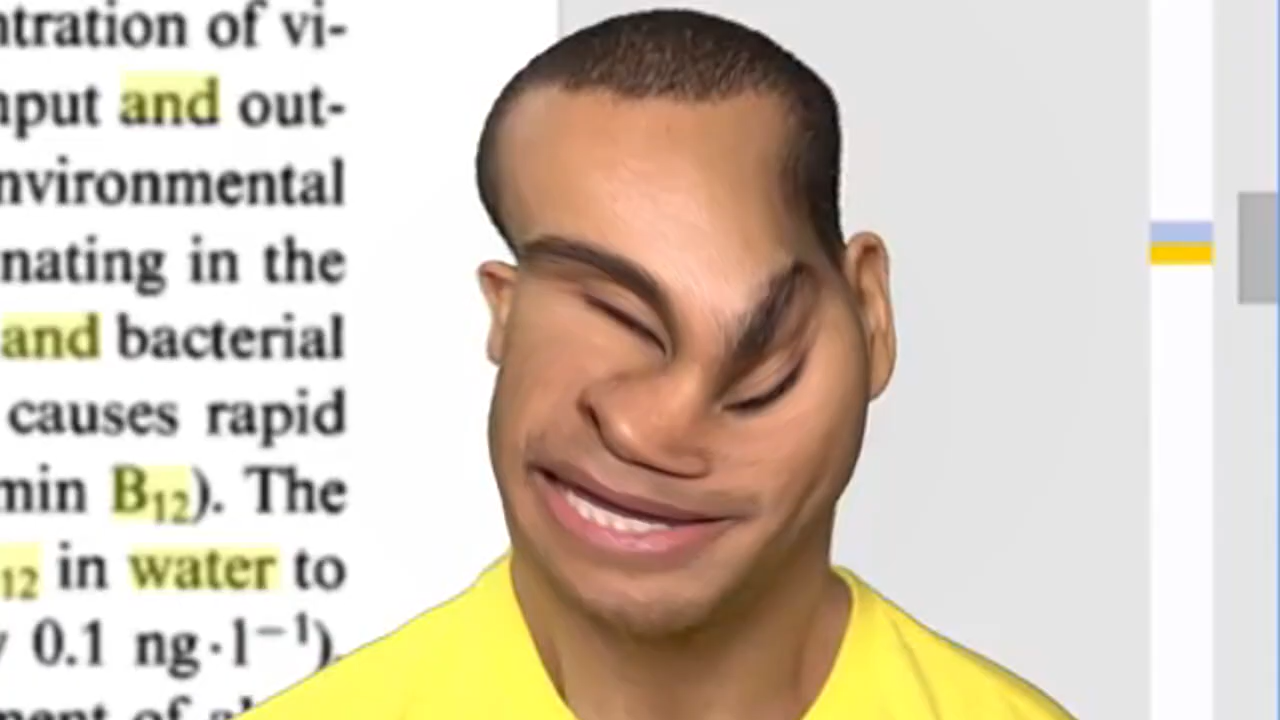 ntration of vi-
nput and out-
nvironmental
nating in the
and bacterial
causes rapid
min B₁₂). The
₁₂ in water to
0.1 ng·l⁻¹).